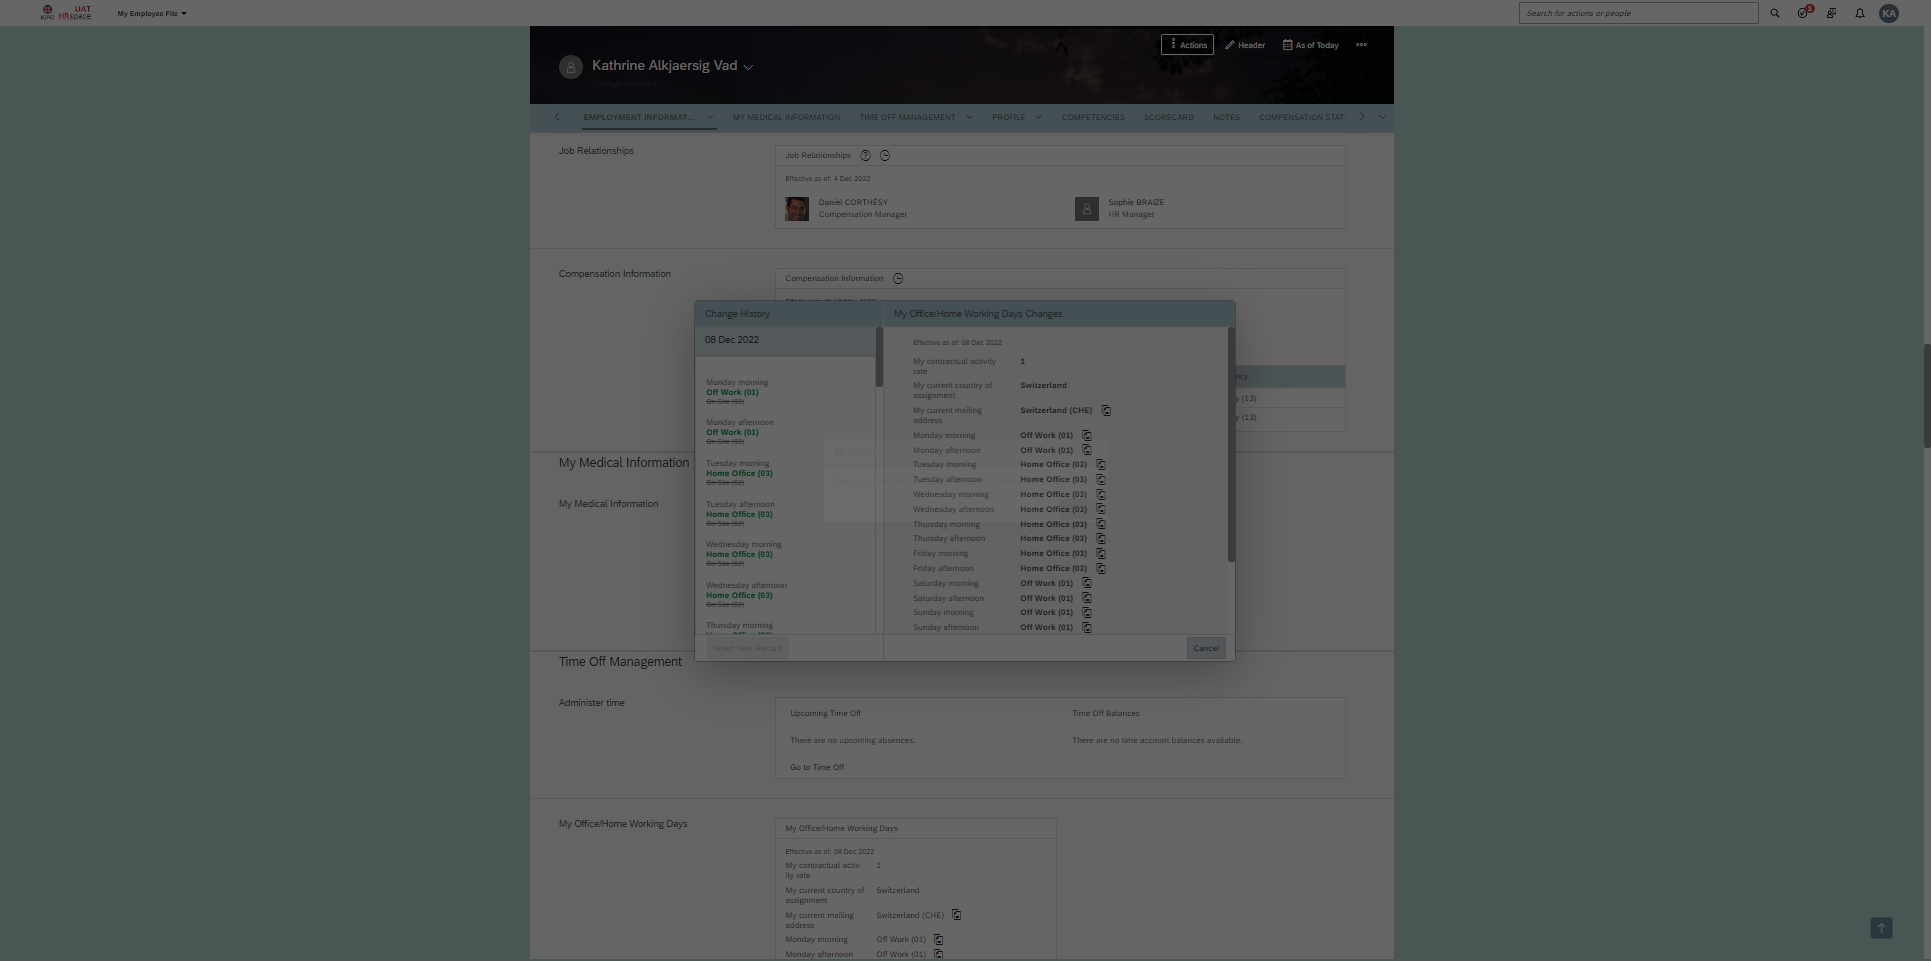 ICRC
UAT
HRspace
My Employee File
Search for actions or people
1
KA
Actions
Header
As of Today
Kathrine Alkjaersig Vad
EMPLOYMENT INFORMAT...
MY MEDICAL INFORMATION
TIME OFF MANAGEMENT
PROFILE
COMPETENCIES
SCORECARD
NOTES
COMPENSATION STAT
Job Relationships
Job Relationships
Effective as of: 4 Dec 2022
Daniel CORTHÉSY
Compensation Manager
Sophie BRAIZE
HR Manager
Compensation Information
Compensation Information
Change History
My Office/Home Working Days Changes
08 Dec 2022
Monday morning
Off Work (01)
On Site (02)
Monday afternoon
Off Work (01)
On Site (02)
Tuesday morning
Home Office (03)
On Site (02)
Tuesday afternoon
Home Office (03)
On Site (02)
Wednesday morning
Home Office (03)
On Site (02)
Wednesday afternoon
Home Office (03)
On Site (02)
Thursday morning
Insert New Record
Effective as of: 08 Dec 2022
My contractual activity
rate
1
My current country of
assignment
Switzerland
My current mailing
address
Switzerland (CHE)
Monday morning Off Work (01)
Monday afternoon Off Work (01)
Tuesday morning Home Office (03)
Tuesday afternoon Home Office (03)
Wednesday morning Home Office (03)
Wednesday afternoon Home Office (03)
Thursday morning Home Office (03)
Thursday afternoon Home Office (03)
Friday morning Home Office (03)
Friday afternoon Home Office (03)
Saturday morning Off Work (01)
Saturday afternoon Off Work (01)
Sunday morning Off Work (01)
Sunday afternoon Off Work (01)
Cancel
ncy
y (13)
y (13)
My Medical Information
My Medical Information
Time Off Management
Administer time
Upcoming Time Off
Time Off Balances
There are no upcoming absences.
There are no time account balances available.
Go to Time Off
My Office/Home Working Days
My Office/Home Working Days
Effective as of: 08 Dec 2022
My contractual activ-
ity rate
1
My current country of
assignment
Switzerland
My current mailing
address
Switzerland (CHE)
Monday morning Off Work (01)
Monday afternoon Off Work (01)